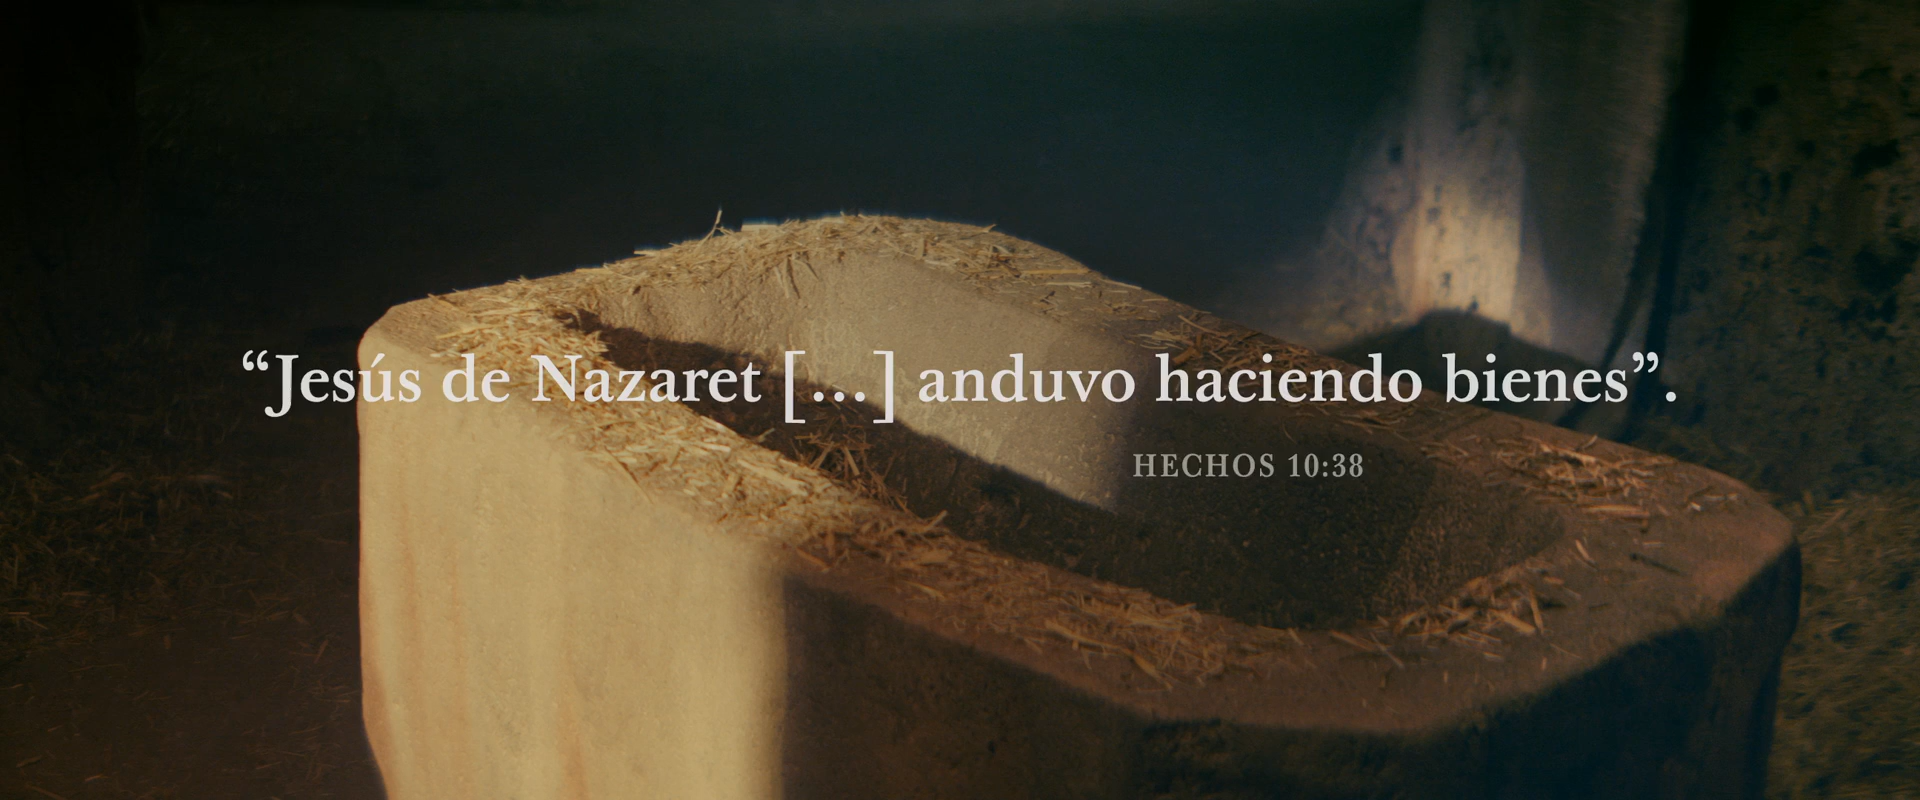 “Jesús de Nazaret [...] anduvo haciendo bienes”.
HECHOS 10:38